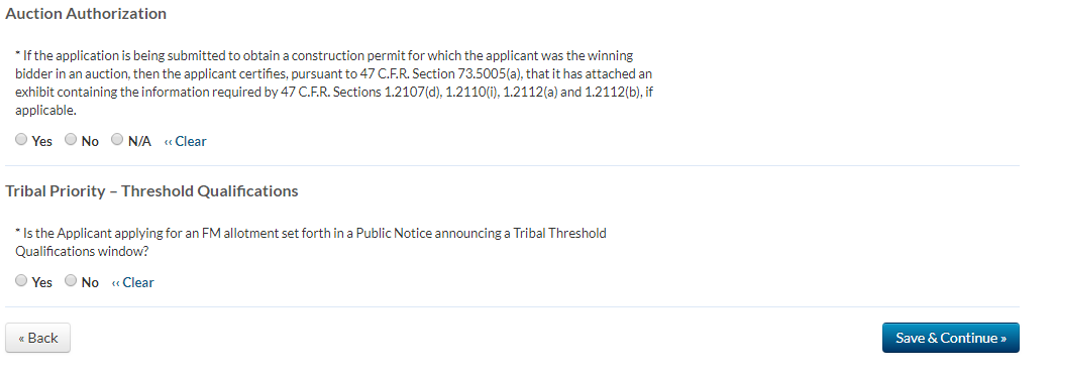 Auction Authorization
* If the application is being submitted to obtain a construction permit for which the applicant was the winning
bidder in an auction, then the applicant certifies, pursuant to 47 C.F.R. Section 73.5005(a), that it has attached an
exhibit containing the information required by 47 C.F.R. Sections 1.2107(d), 1.2110(i), 1.2112(a) and 1.2112(b), if
applicable.
Yes No N/A ‹‹ Clear
Tribal Priority – Threshold Qualifications
* Is the Applicant applying for an FM allotment set forth in a Public Notice announcing a Tribal Threshold
Qualifications window?
Yes No ‹‹ Clear
« Back Save & Continue »